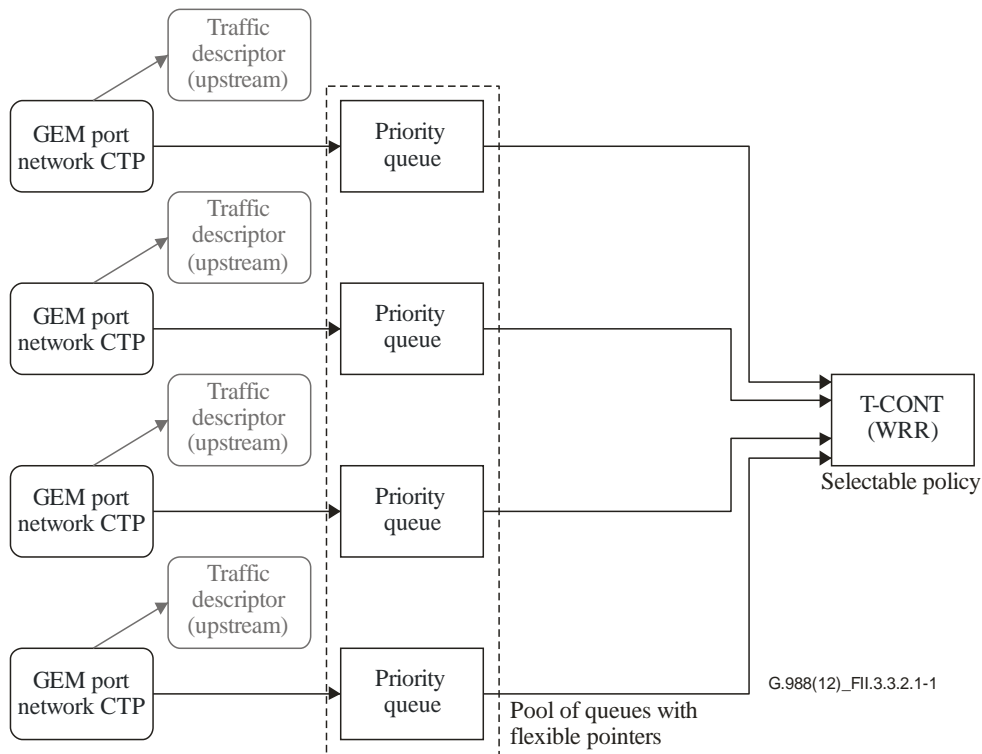 Traffic
descriptor
(upstream)
GEM port
network CTP
Priority
queue
Traffic
descriptor
(upstream)
GEM port
network CTP
Priority
queue
T-CONT
(WRR)
Selectable policy
Traffic
descriptor
(upstream)
GEM port
network CTP
Priority
queue
Traffic
descriptor
(upstream)
GEM port
network CTP
Priority
queue
G.988(12)_FII.3.3.2.1-1
Pool of queues with
flexible pointers